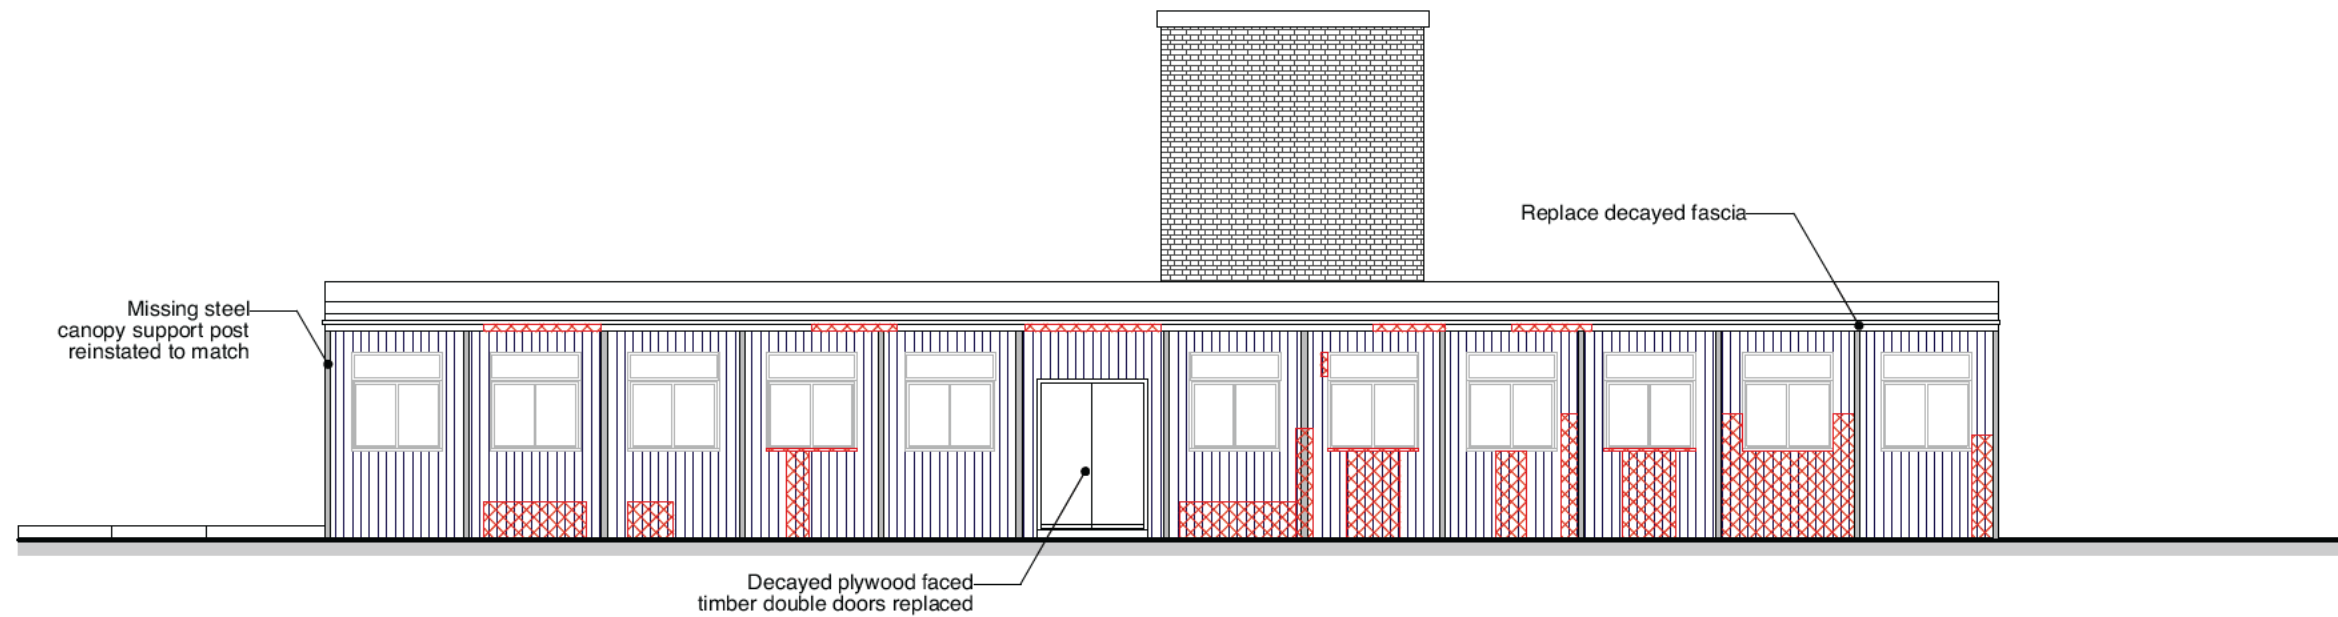 Replace decayed fascia
Missing steel
canopy support post
reinstated to match
Decayed plywood faced
timber double doors replaced